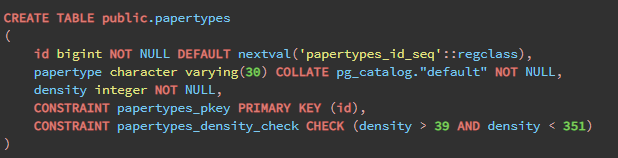 CREATE TABLE public.papertypes
(
    id bigint NOT NULL DEFAULT nextval('papertypes_id_seq'::regclass),
    papertype character varying(30) COLLATE pg_catalog."default" NOT NULL,
    density integer NOT NULL,
    CONSTRAINT papertypes_pkey PRIMARY KEY (id),
    CONSTRAINT papertypes_density_check CHECK (density > 39 AND density < 351)
)